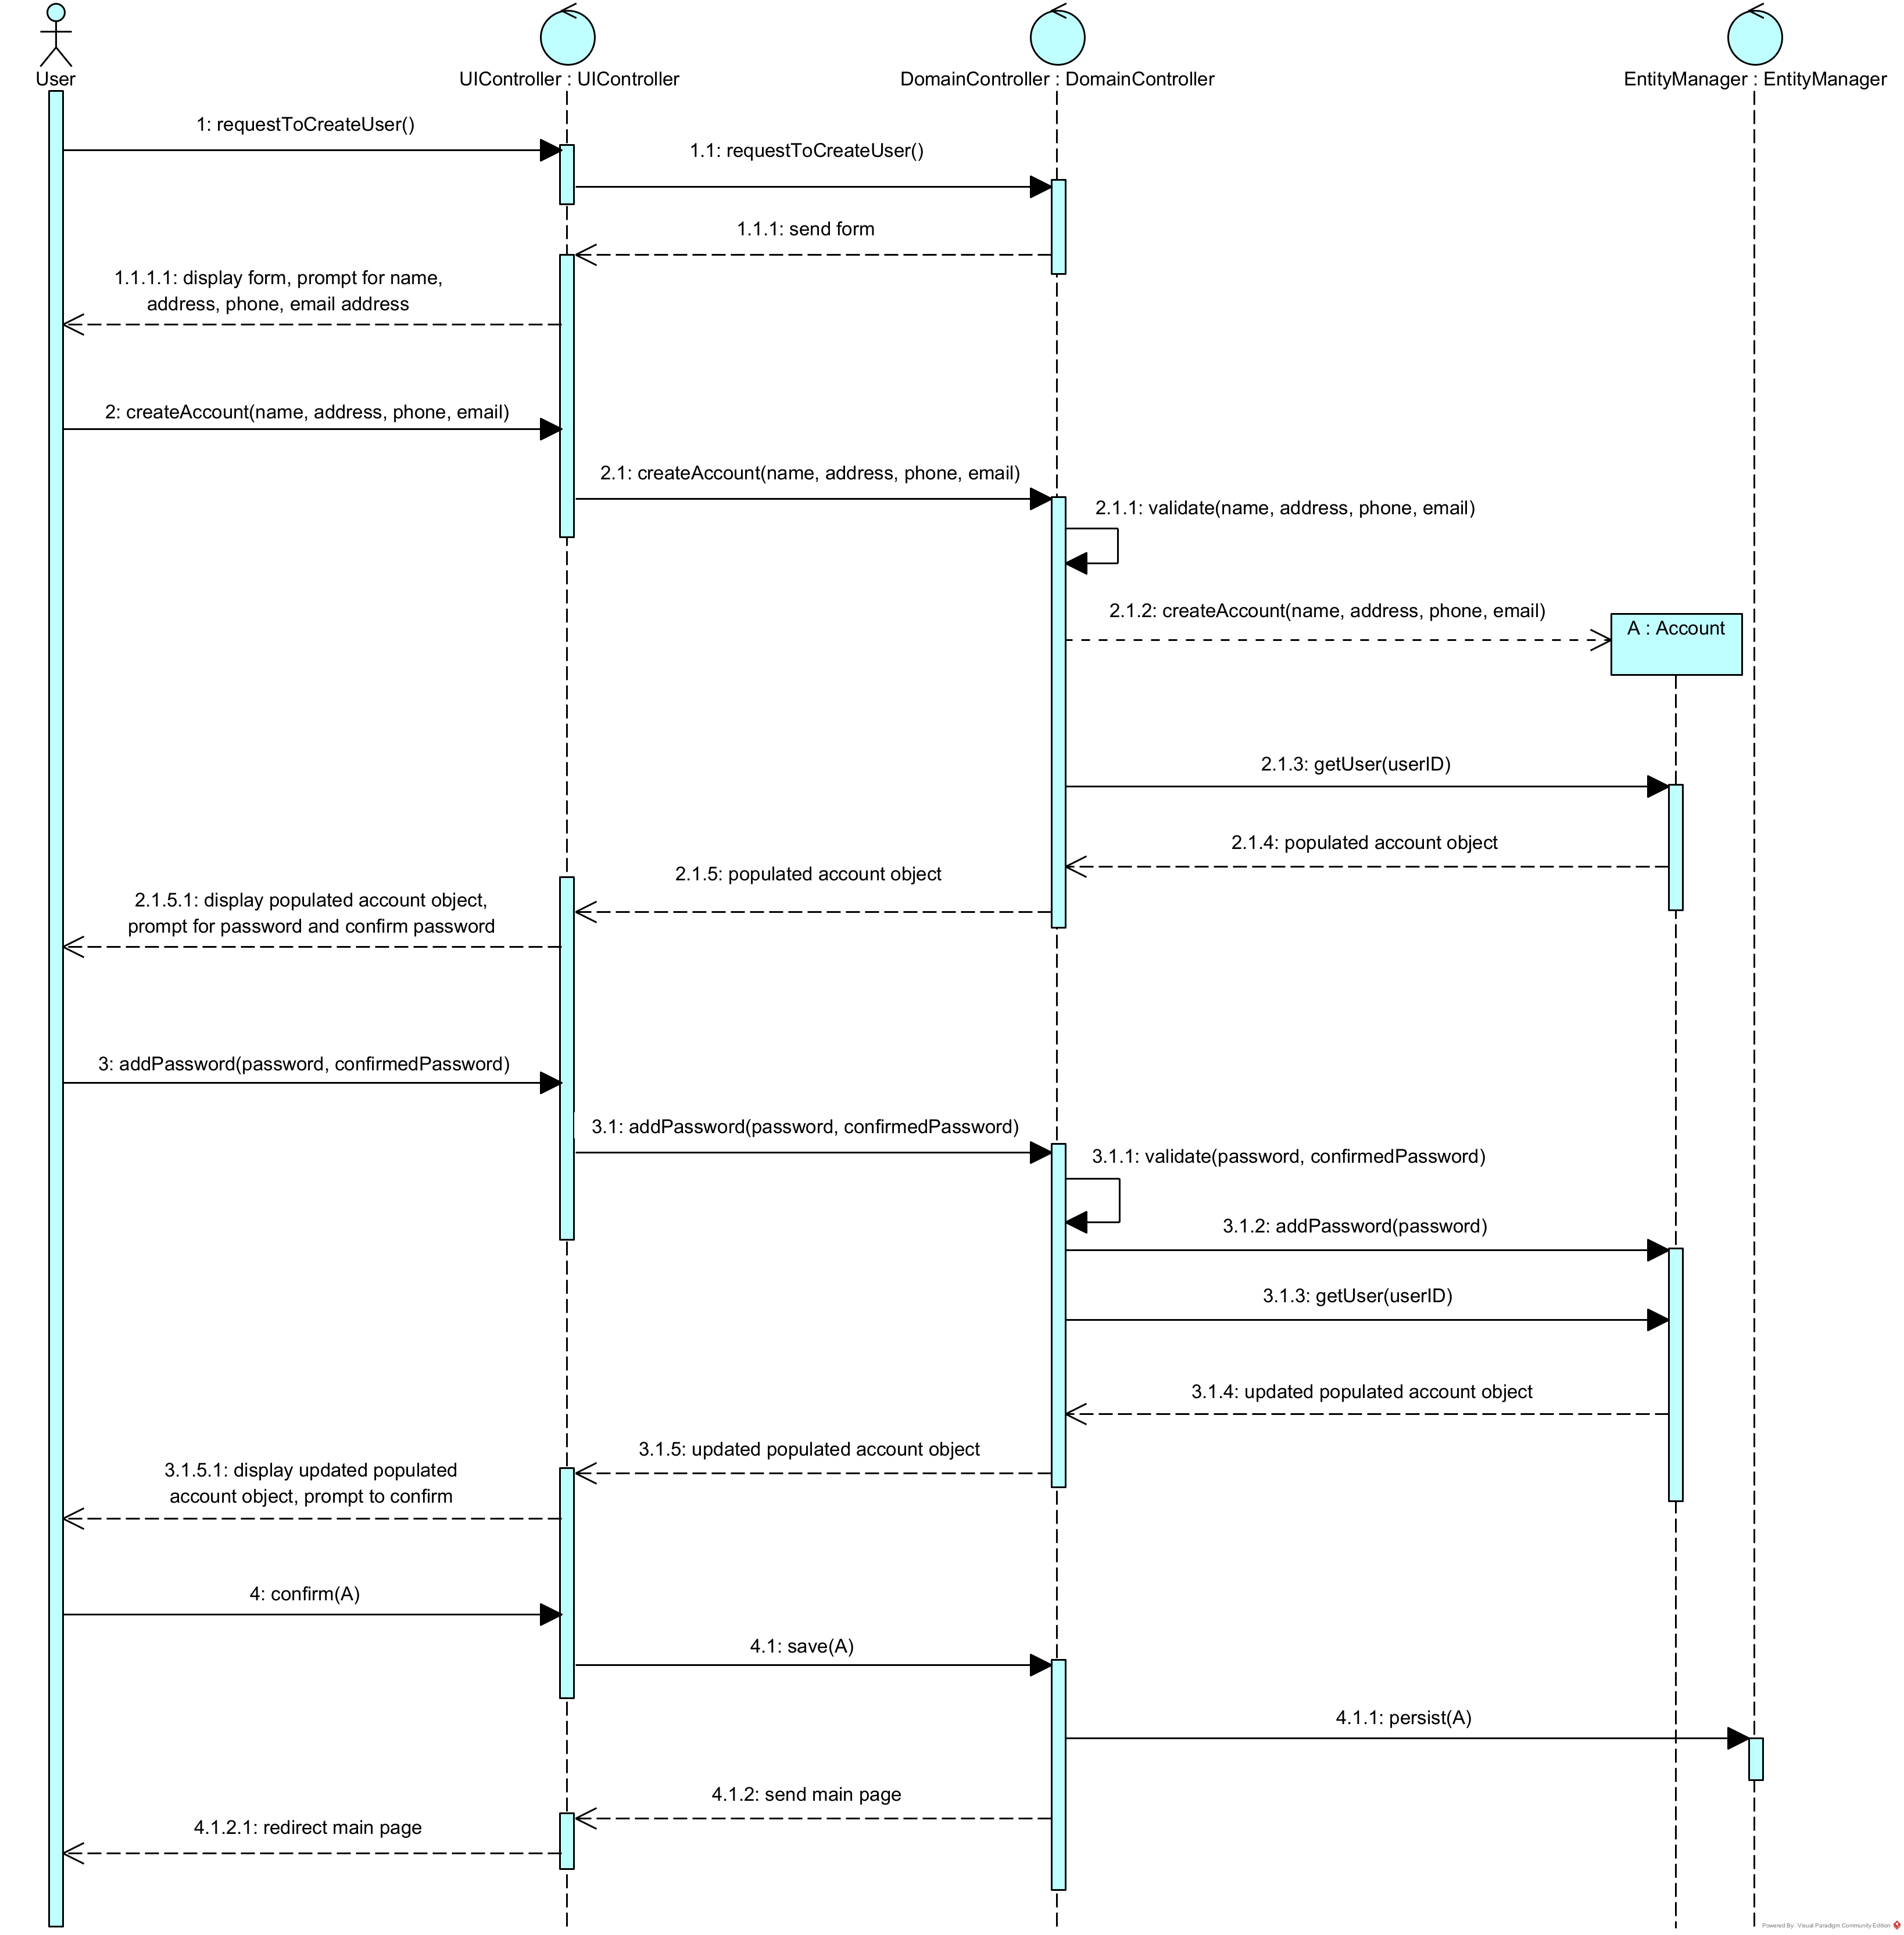 User
UIController : UIController
DomainController : DomainController
EntityManager : EntityManager
1: requestToCreateUser()
1.1: requestToCreateUser()
1.1.1: send form
1.1.1.1: display form, prompt for name,
address, phone, email address
2: createAccount(name, address, phone, email)
2.1: createAccount(name, address, phone, email)
2.1.1: validate(name, address, phone, email)
2.1.2: createAccount(name, address, phone, email)
A : Account
2.1.3: getUser(userID)
2.1.4: populated account object
2.1.5: populated account object
2.1.5.1: display populated account object,
prompt for password and confirm password
3: addPassword(password, confirmedPassword)
3.1: addPassword(password, confirmedPassword)
3.1.1: validate(password, confirmedPassword)
3.1.2: addPassword(password)
3.1.3: getUser(userID)
3.1.4: updated populated account object
3.1.5: updated populated account object
3.1.5.1: display updated populated
account object, prompt to confirm
4: confirm(A)
4.1: save(A)
4.1.1: persist(A)
4.1.2: send main page
4.1.2.1: redirect main page
Powered By: Visual Paradigm Community Edition